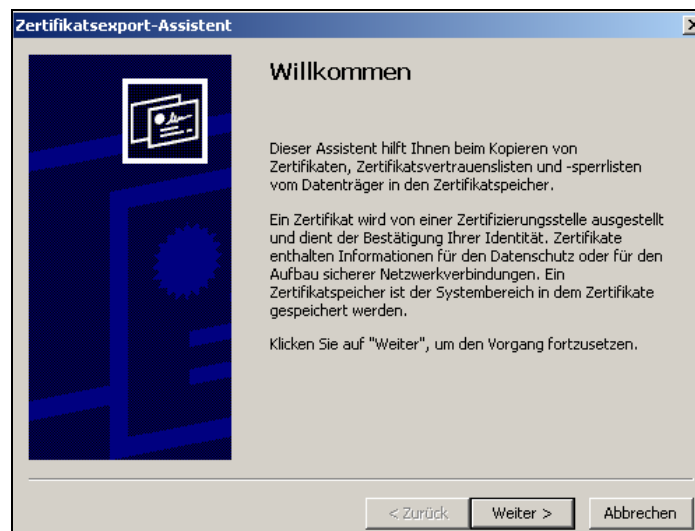 Zertifikatsexport-Assistent
Willkommen
Dieser Assistent hilft Ihnen beim Kopieren von
Zertifikaten, Zertifikatsvertrauenslisten und -sperrlisten
vom Datenträger in den Zertifikatspeicher.
Ein Zertifikat wird von einer Zertifizierungsstelle ausgestellt
und dient der Bestätigung Ihrer Identität. Zertifikate
enthalten Informationen für den Datenschutz oder für den
Aufbau sicherer Netzwerkverbindungen. Ein
Zertifikatspeicher ist der Systembereich in dem Zertifikate
gespeichert werden.
Klicken Sie auf "Weiter", um den Vorgang fortzusetzen.
< Zurück Weiter > Abbrechen